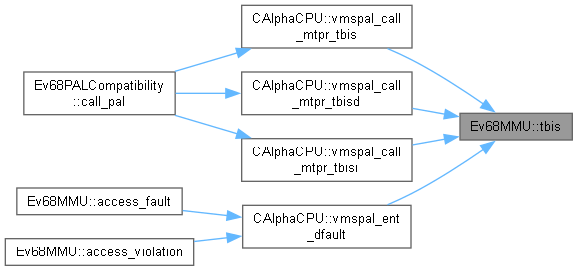 CAlphaCPU::vmspal_call
_mtpr_tbis
Ev68PALCompatibility
::call_pal
CAlphaCPU::vmspal_call
_mtpr_tbisd
Ev68MMU::tbis
CAlphaCPU::vmspal_call
_mtpr_tbisi
Ev68MMU::access_fault
CAlphaCPU::vmspal_ent
_dfault
Ev68MMU::access_violation